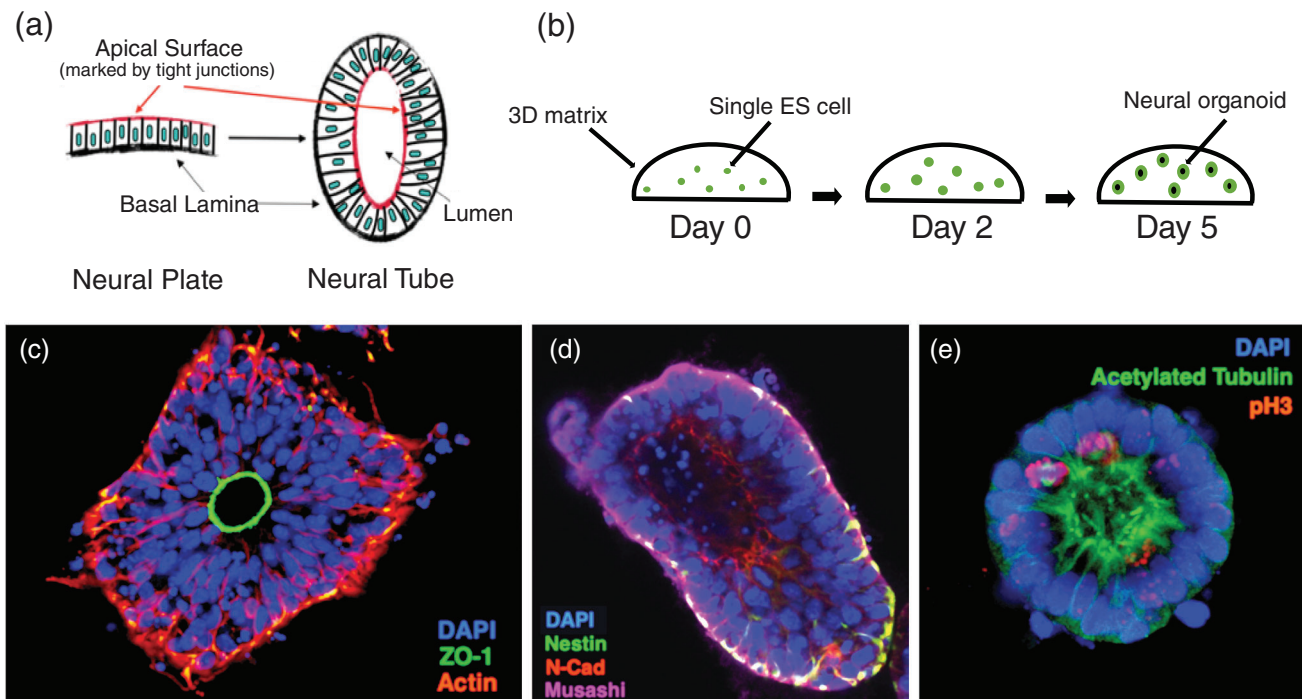 (a)
Apical Surface
(marked by tight junctions)
Basal Lamina
Lumen
Neural Plate
Neural Tube
(b)
3D matrix
Single ES cell
Neural organoid
Day 0
Day 2
Day 5
(c)
DAPI
ZO-1
Actin
(d)
DAPI
Nestin
N-Cad
Musashi
(e)
DAPI
Acetylated Tubulin
pH3